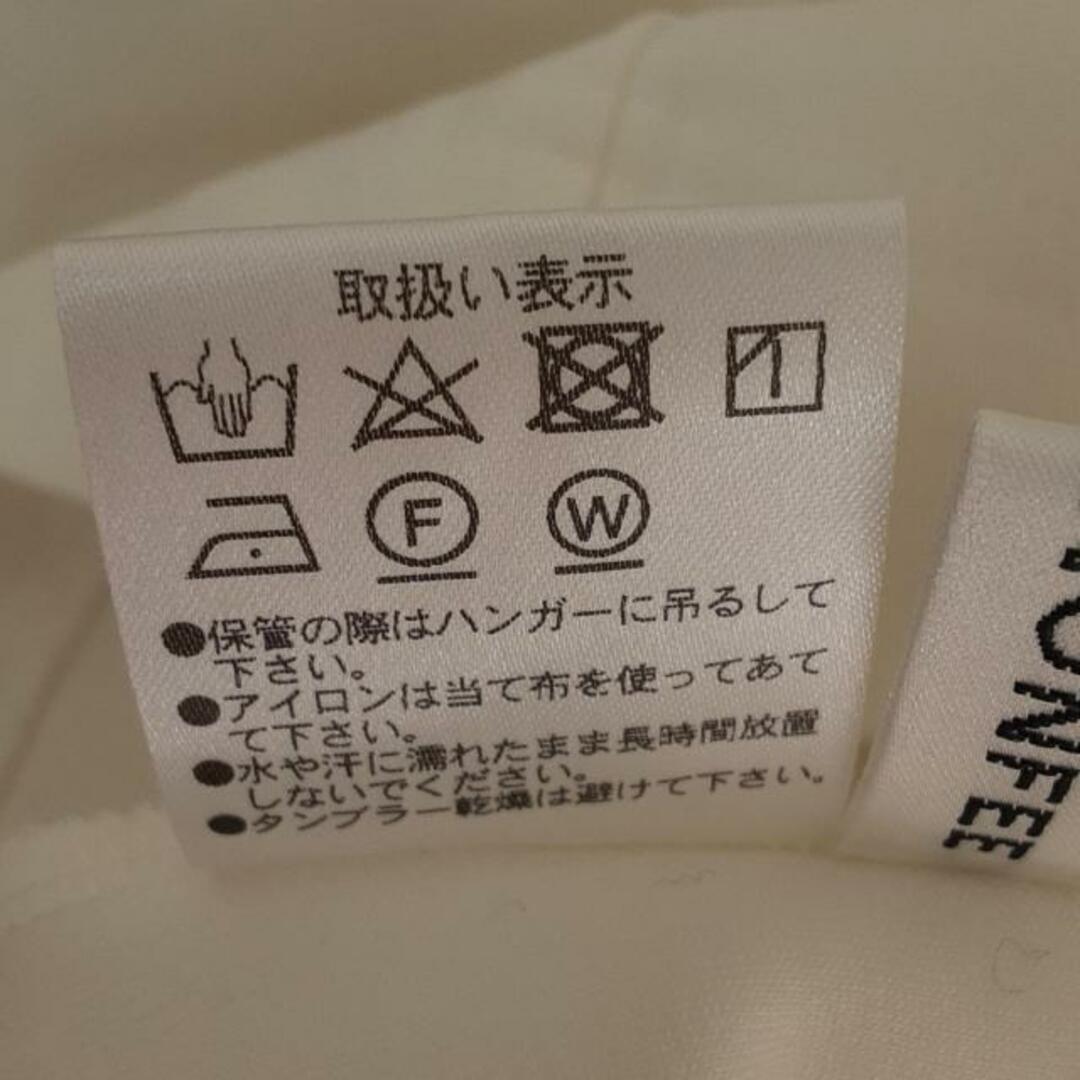 取扱い表示
F W
●保管の際はハンガーに吊るして
下さい。
●アイロンは当て布を使ってあて
て下さい。
●水や汗に濡れたまま長時間放置
しないでください。
●タンブラー乾燥は避けて下さい。